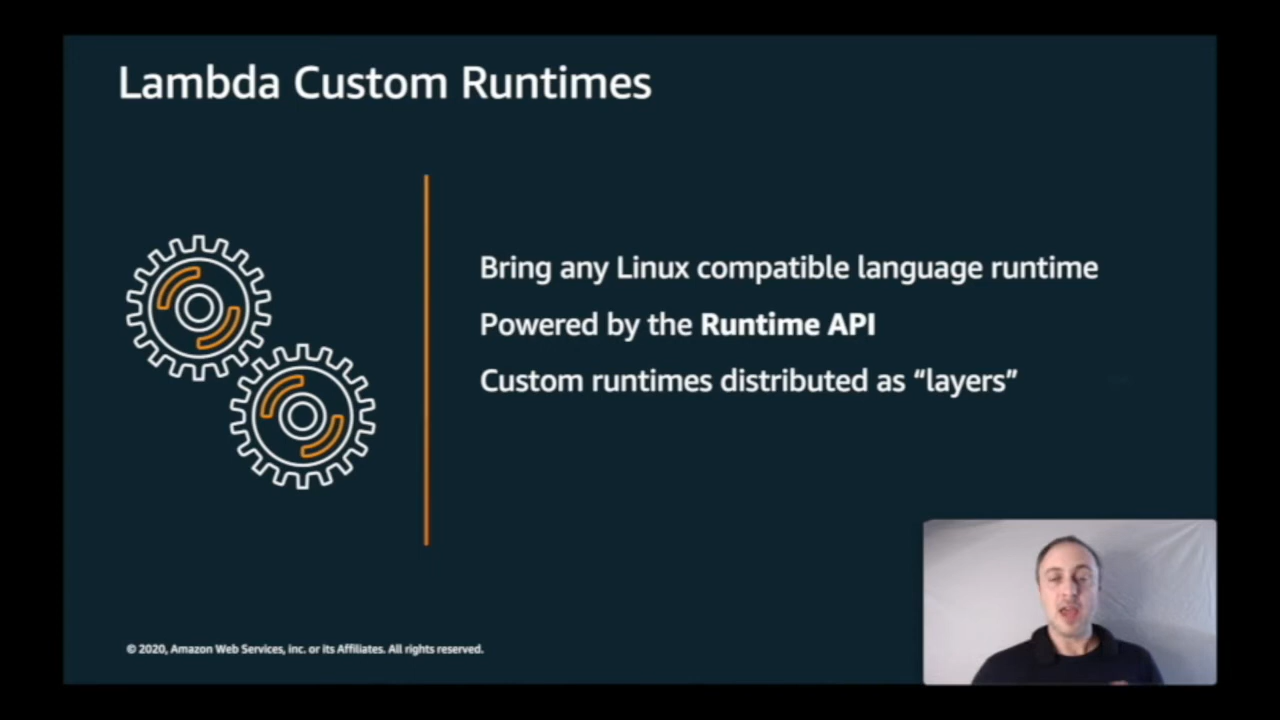 Lambda Custom Runtimes
Bring any Linux compatible language runtime
Powered by the Runtime API
Custom runtimes distributed as “layers”
© 2020, Amazon Web Services, inc. or its Affiliates. All rights reserved.